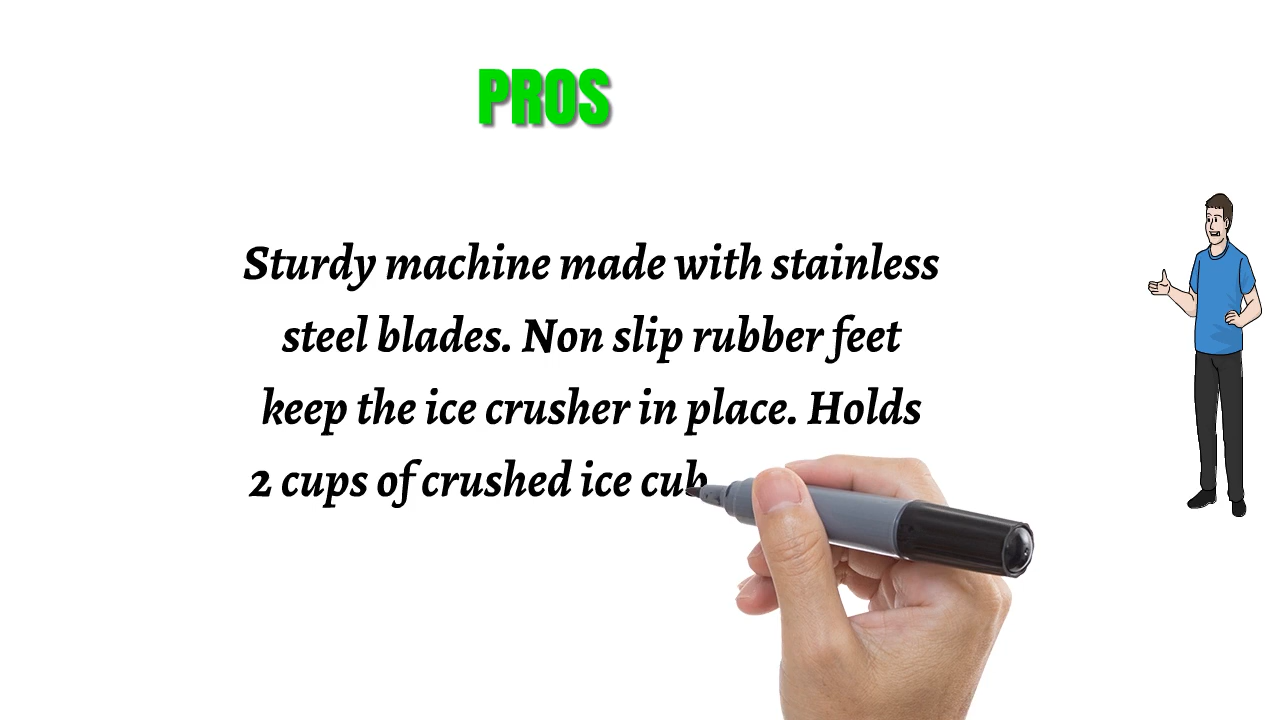 PROS
Sturdy machine made with stainless
steel blades. Non slip rubber feet
keep the ice crusher in place. Holds
2 cups of crushed ice cub